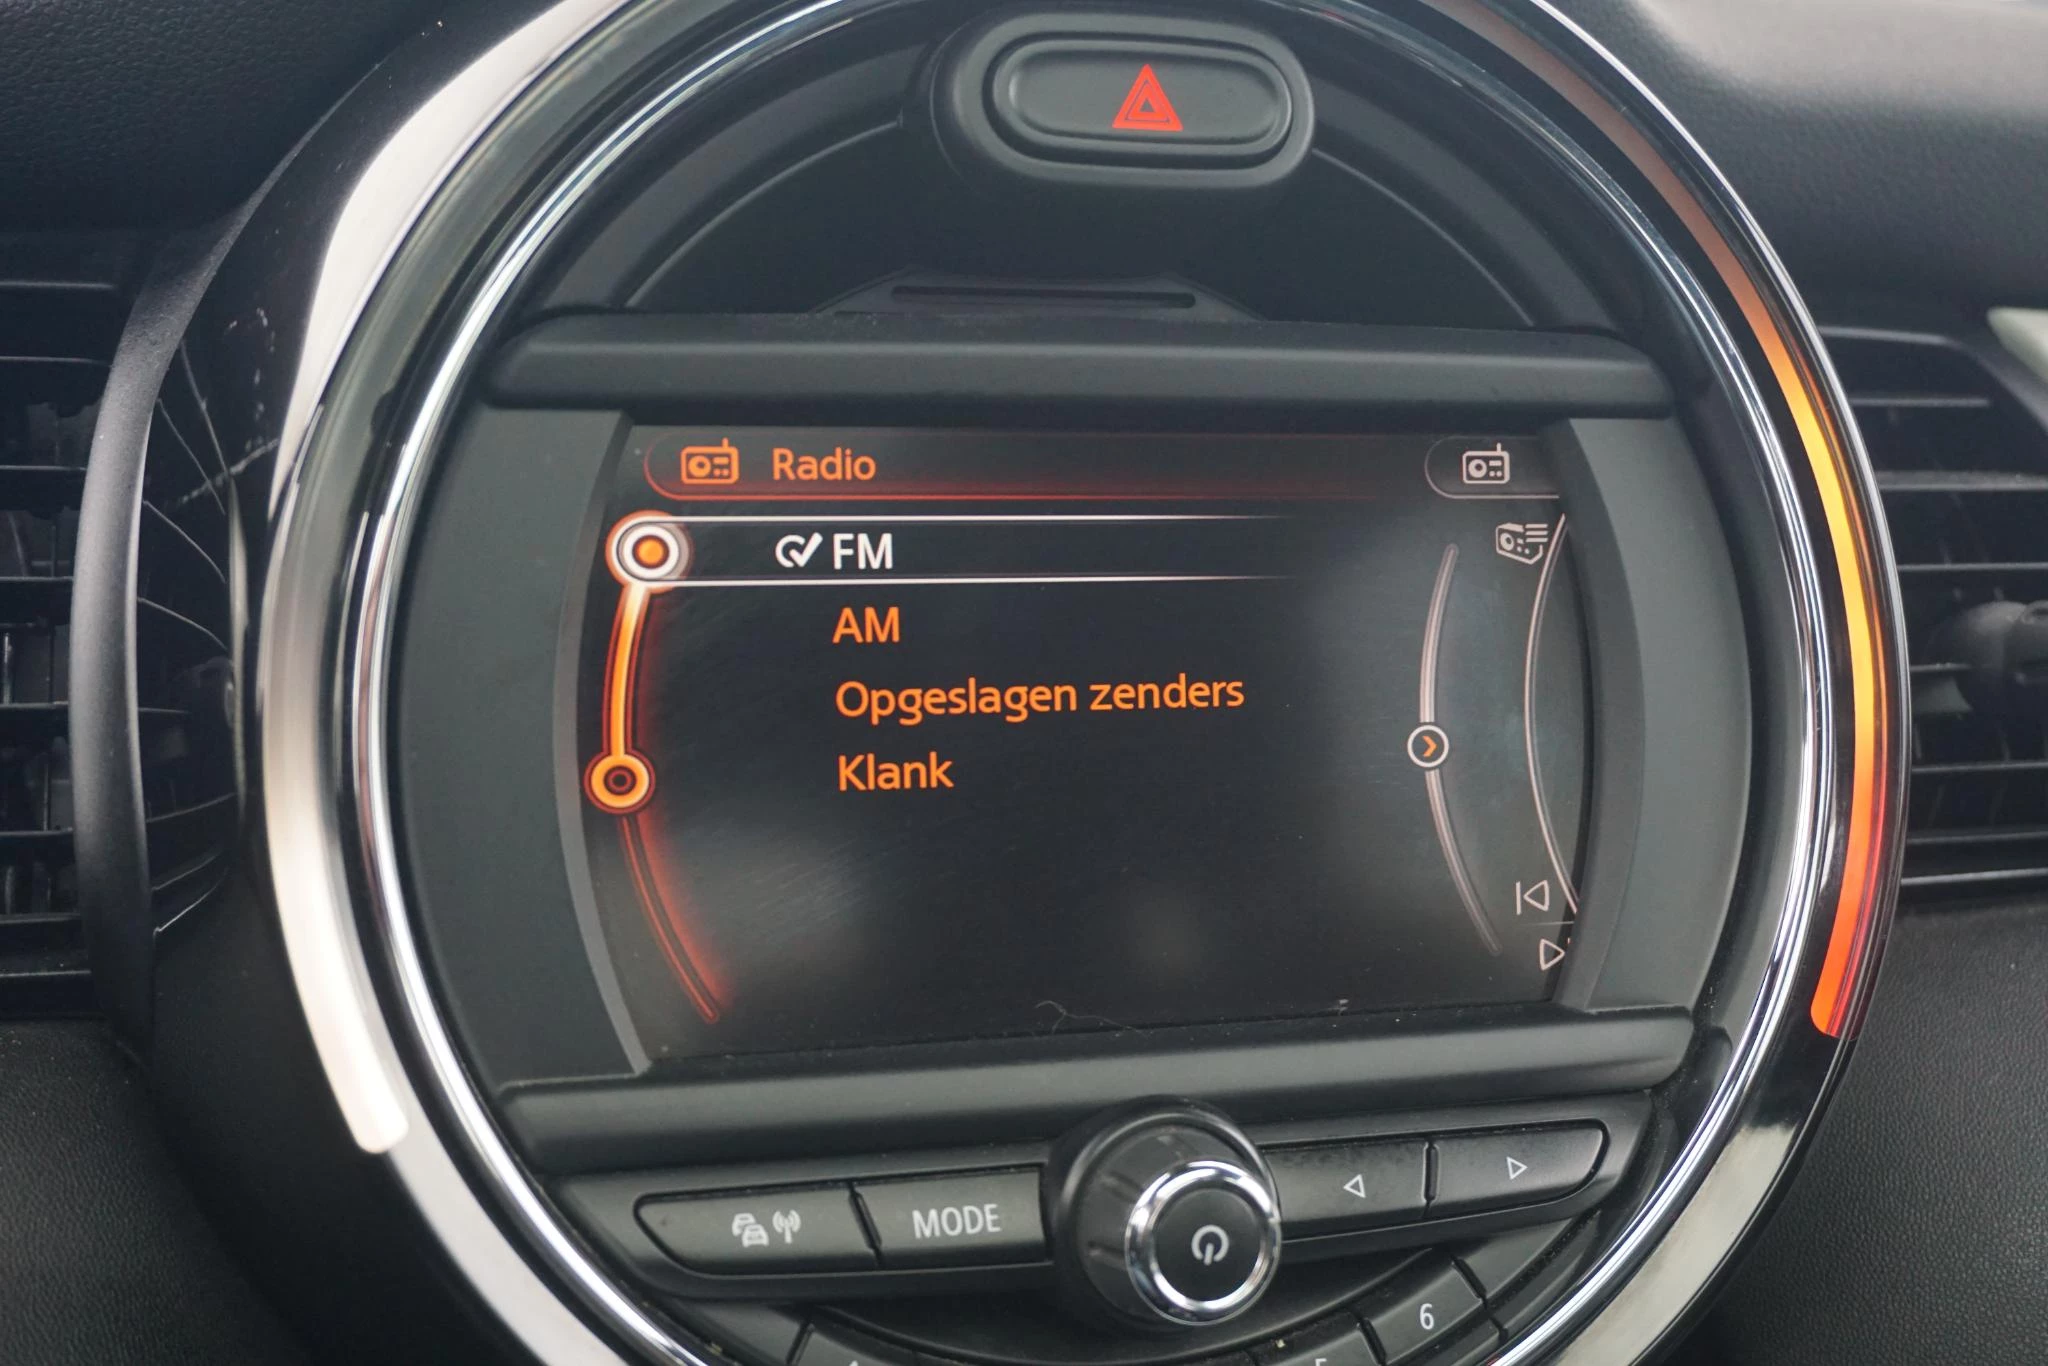 Radio
FM
AM
Opgeslagen zenders
Klank
MODE
6